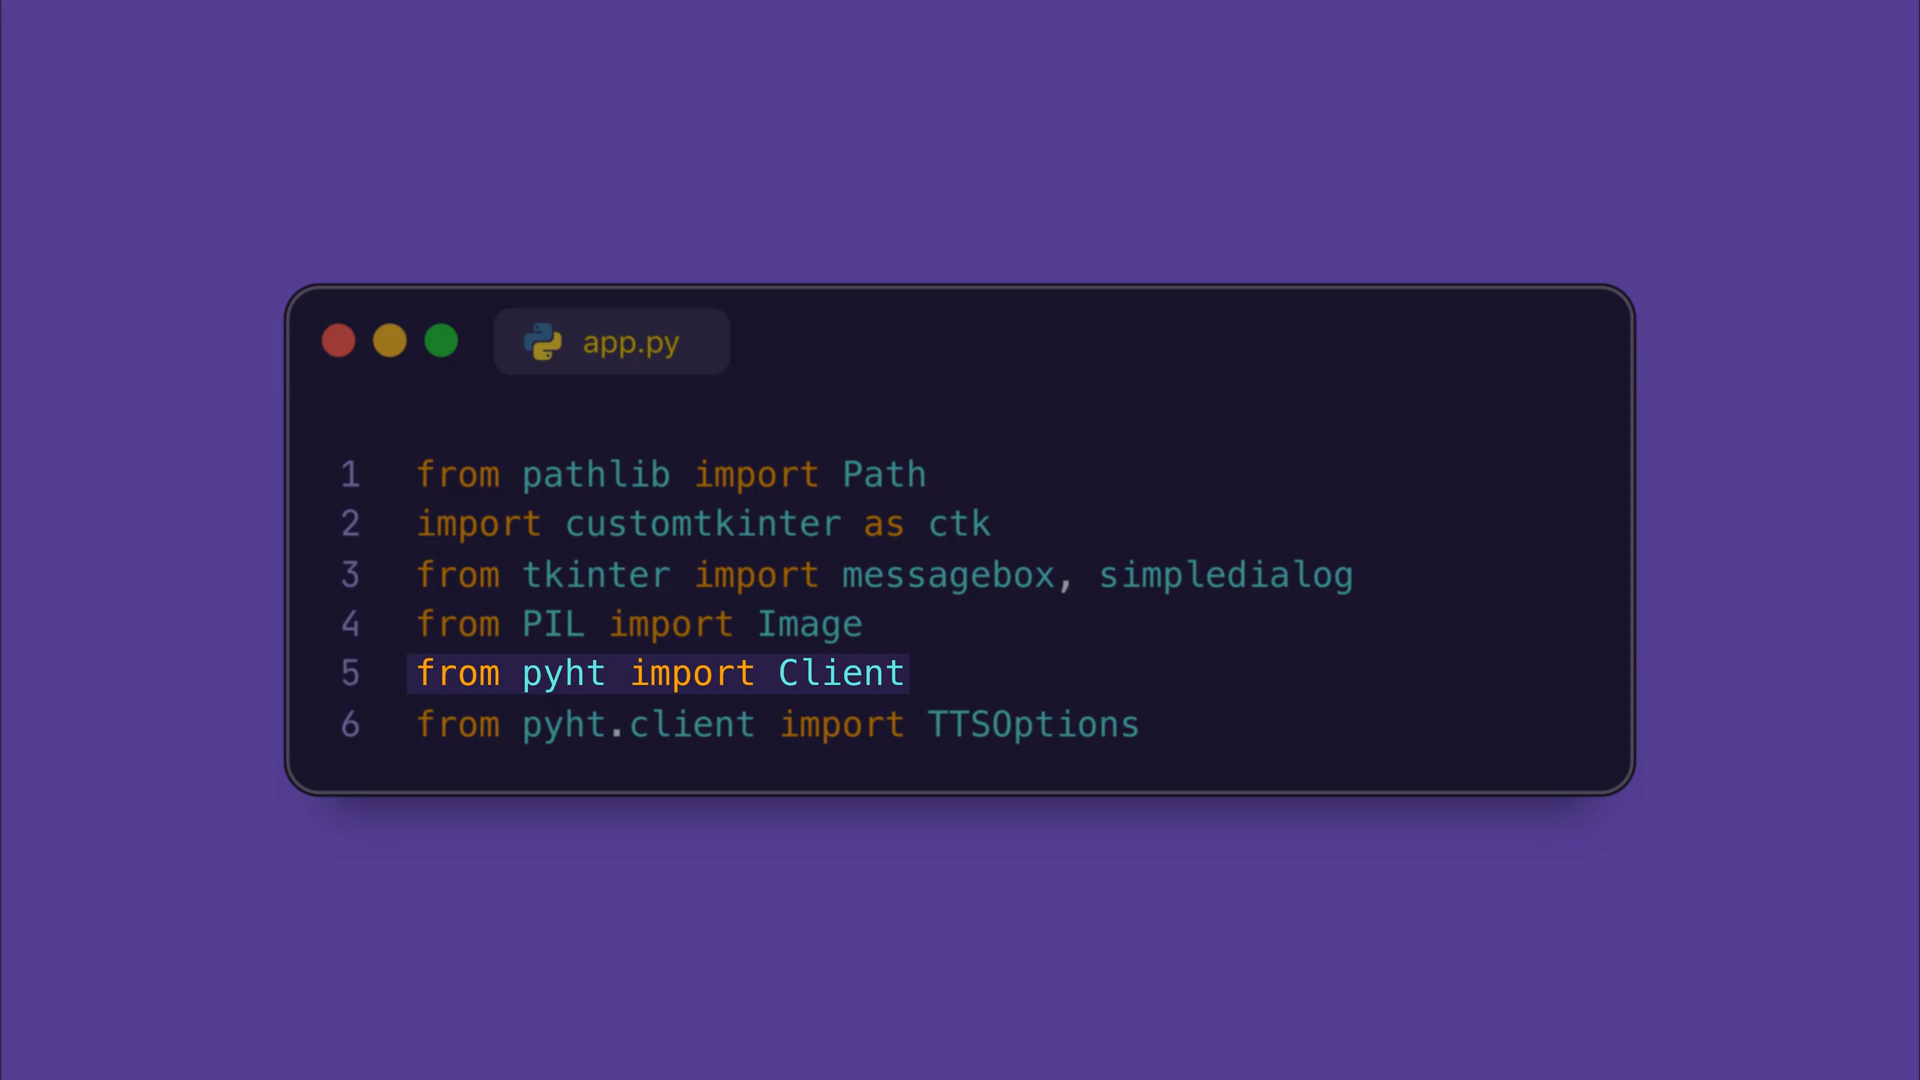 app.py
1 from pathlib import Path
2 import customtkinter as ctk
3 from tkinter import messagebox, simpledialog
4 from PIL import Image
5 from pyht import Client
6 from pyht.client import TTSOptions